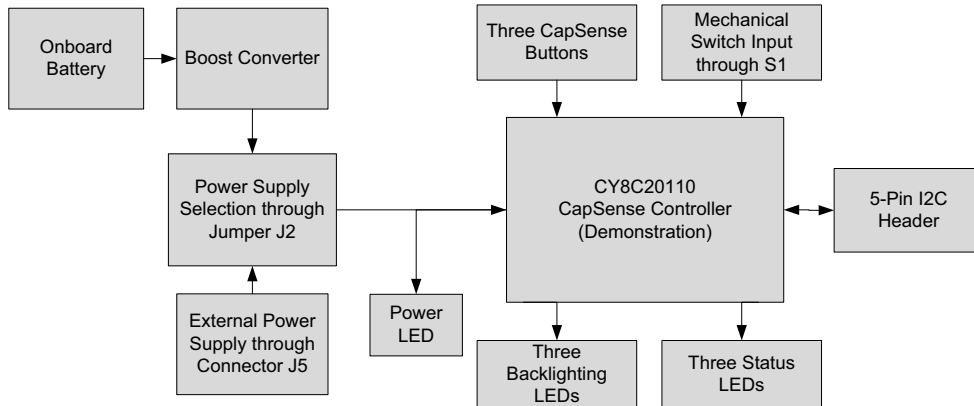 Onboard
Battery
Boost Converter
Three CapSense
Buttons
Mechanical
Switch Input
through S1
Power Supply
Selection through
Jumper J2
CY8C20110
CapSense Controller
(Demonstration)
5-Pin I2C
Header
External Power
Supply through
Connector J5
Power
LED
Three
Backlighting
LEDs
Three Status
LEDs